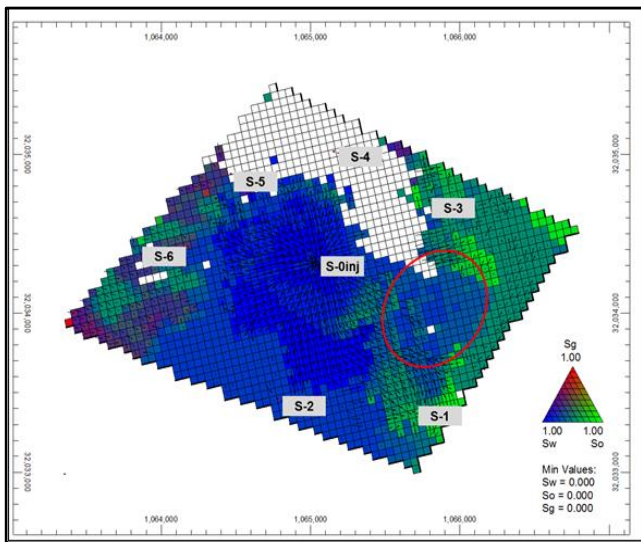 1,064,000 1,065,000 1,066,000
32,035,000 32,035,000
S-4
S-5
S-3
S-6
S-0inj
32,034,000 32,034,000
S-2
S-1
Sg
1.00
1.00 1.00
Sw So
Min Values:
Sw = 0.000
So = 0.000
Sg = 0.000
32,033,000 32,033,000
1,064,000 1,065,000 1,066,000